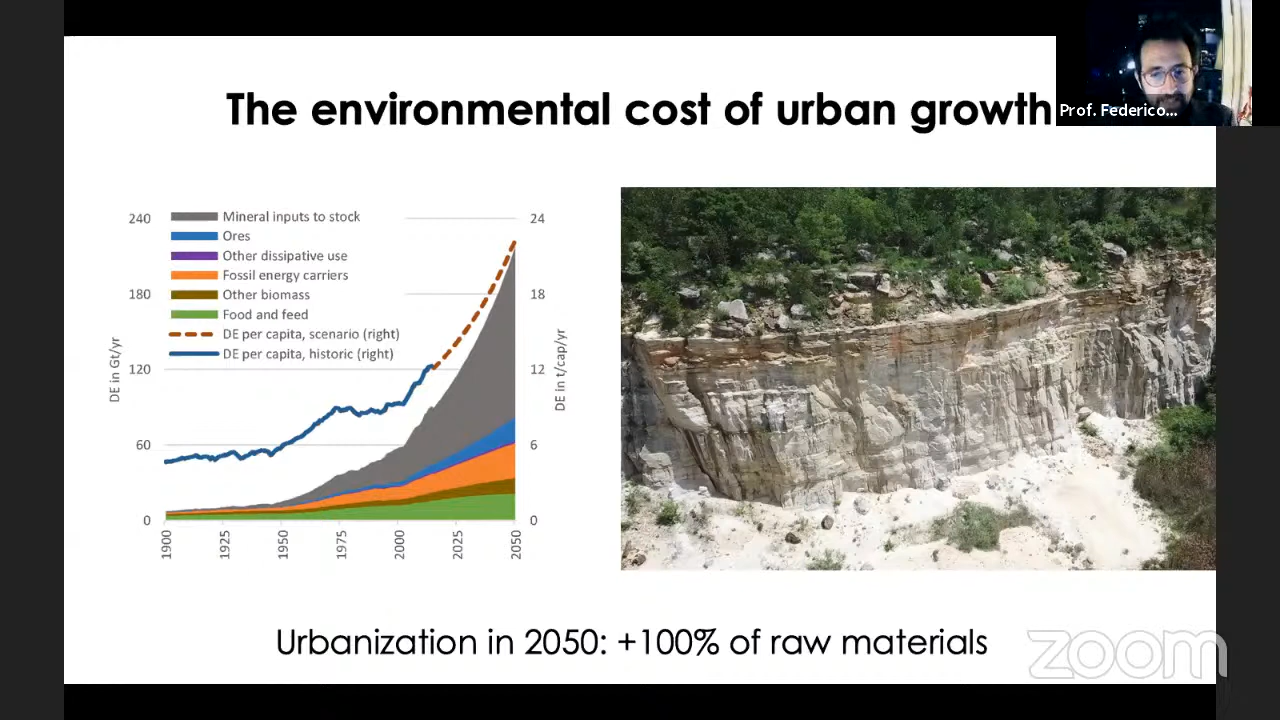 The environmental cost of urban growth
Prof. Federico...
240
180
120
60
0
DE in Gt/yr
Mineral inputs to stock
Ores
Other dissipative use
Fossil energy carriers
Other biomass
Food and feed
DE per capita, scenario (right)
DE per capita, historic (right)
24
18
12
6
0
DE in t/cap/yr
1900
1925
1950
1975
2000
2025
2050
Urbanization in 2050: +100% of raw materials
zoom